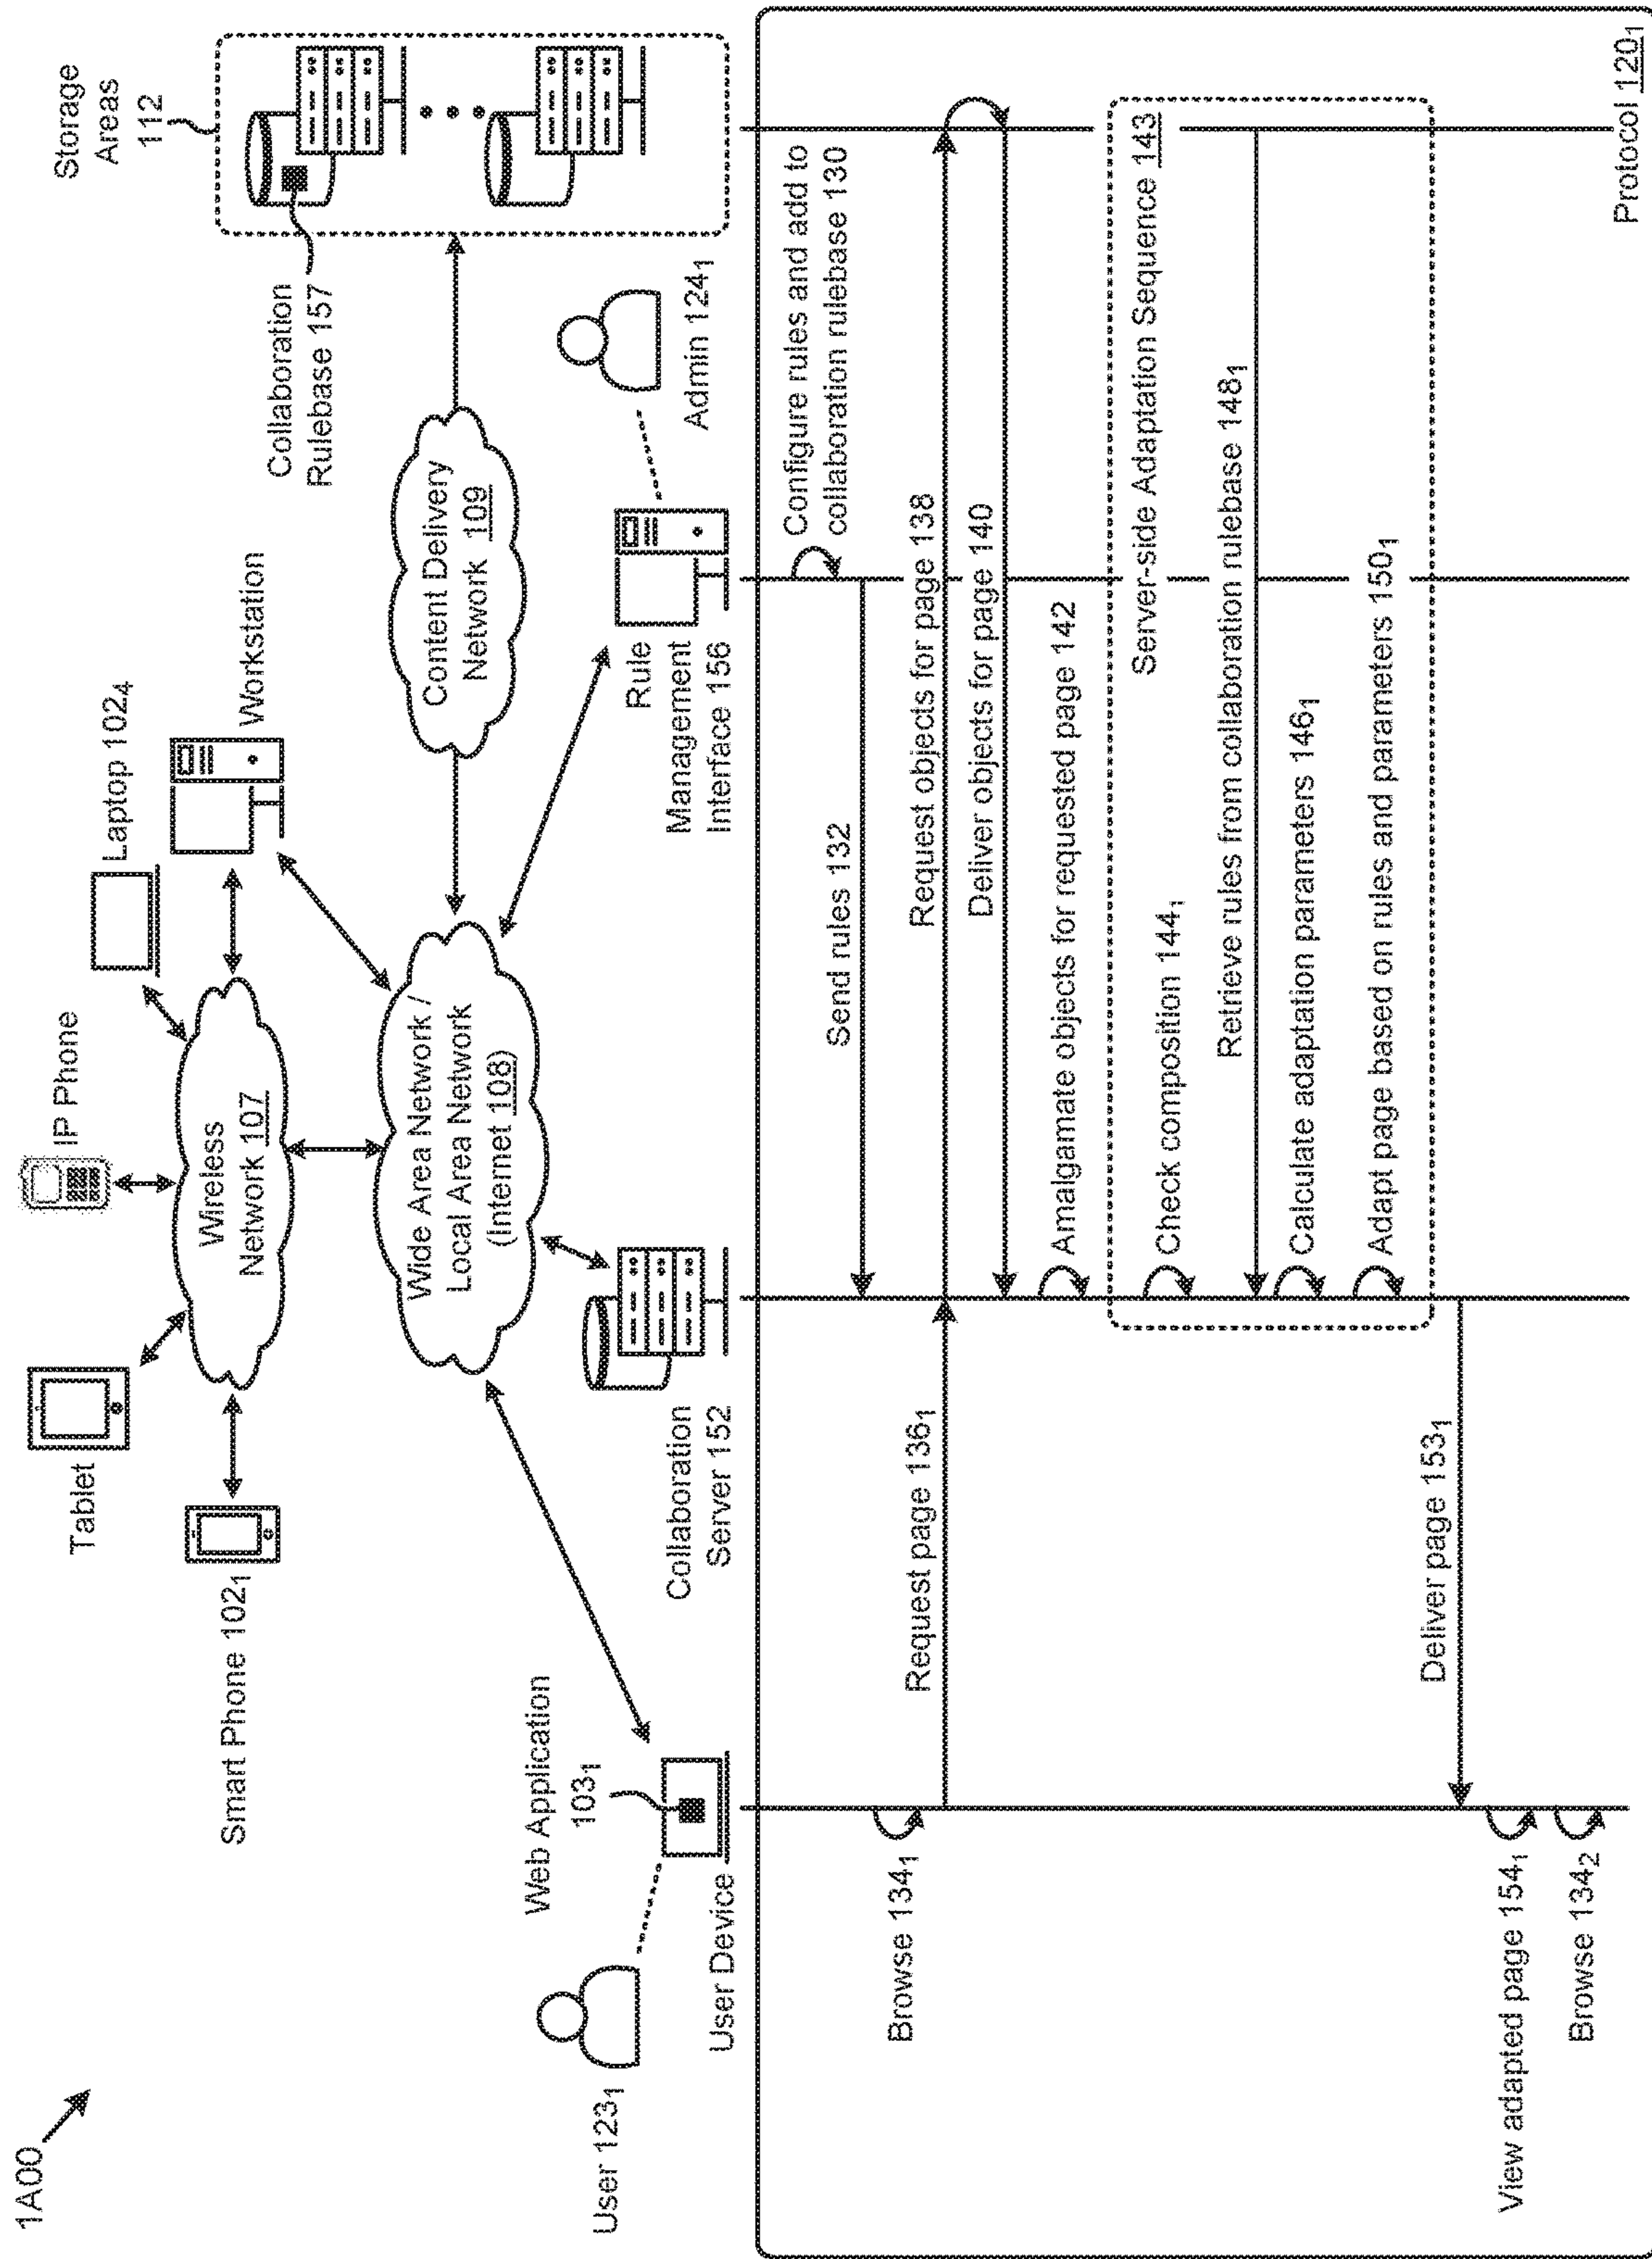 1A00
Tablet
IP Phone
Laptop 102₄
Storage
Areas
112
Smart Phone 102₁
Wireless
Network 107
Workstation
Collaboration
Rulebase 157
Wide Area Network /
Local Area Network
(Internet 108)
Content Delivery
Network 109
Web Application
103₁
User 123₁
User Device
Collaboration
Server 152
Rule
Management
Interface 156
Admin 124₁
Configure rules and add to
collaboration rulebase 130
Send rules 132
Browse 134₁
Request page 136₁
Request objects for page 138
Deliver objects for page 140
Amalgamate objects for requested page 142
Server-side Adaptation Sequence 143
Check composition 144₁
Retrieve rules from collaboration rulebase 148₁
Calculate adaptation parameters 146₁
Adapt page based on rules and parameters 150₁
Deliver page 153₁
View adapted page 154₁
Browse 134₂
Protocol 120₁